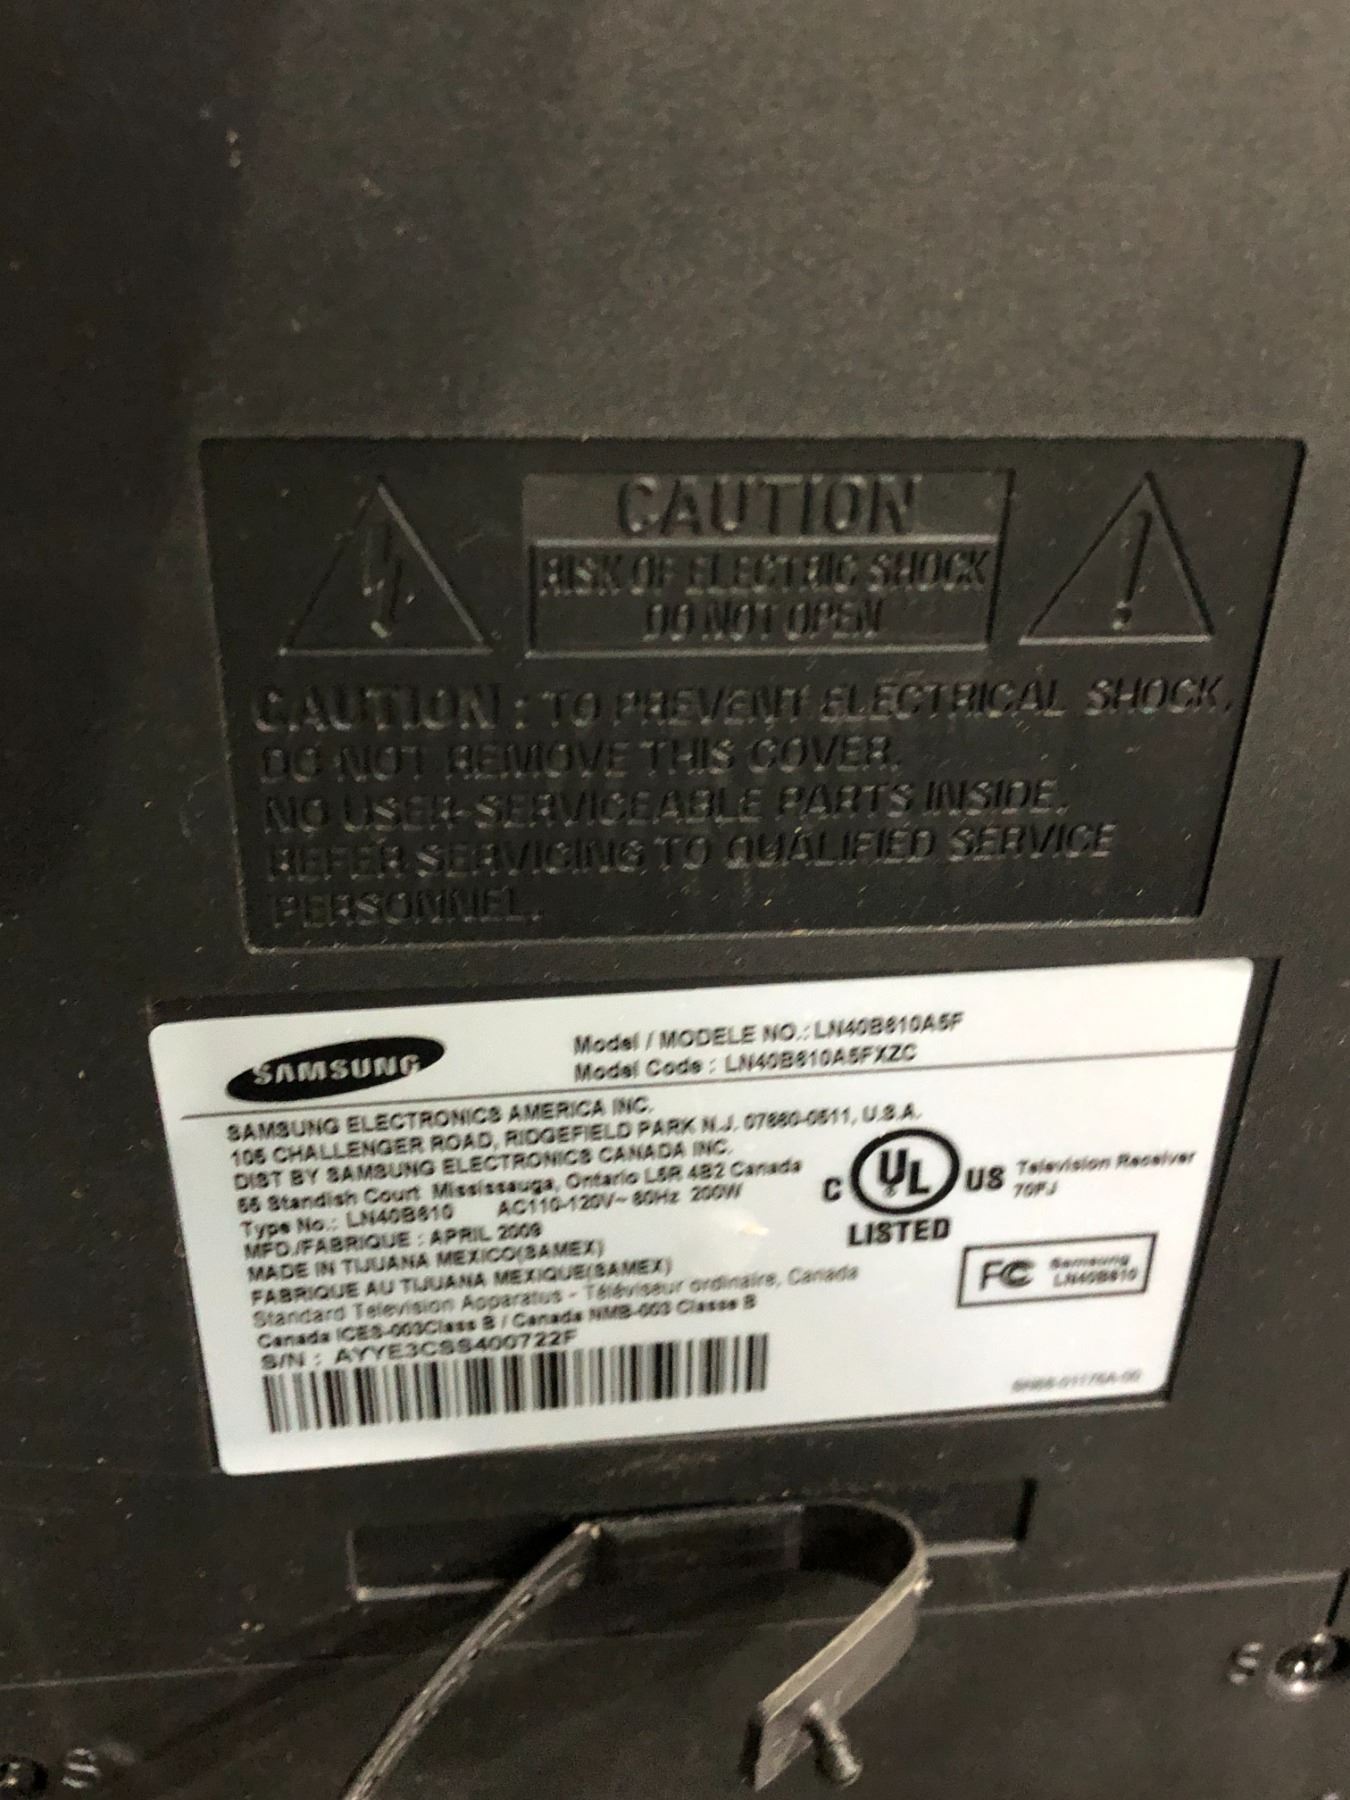 CAUTION
RISK OF ELECTRIC SHOCK
DO NOT OPEN
CAUTION : TO PREVENT ELECTRICAL SHOCK,
DO NOT REMOVE THIS COVER.
NO USER-SERVICEABLE PARTS INSIDE.
REFER SERVICING TO QUALIFIED SERVICE
PERSONNEL.
SAMSUNG
Model / MODELE NO.: LN40B610A5F
Model Code : LN40B610A5FXZC
SAMSUNG ELECTRONICS AMERICA INC.
105 CHALLENGER ROAD, RIDGEFIELD PARK N.J. 07660-0511, U.S.A.
DIST BY SAMSUNG ELECTRONICS CANADA INC.
55 Standish Court Mississauga, Ontario L5R 4B2 Canada
Type No.: LN40B610 AC110-120V~ 60Hz 200W
MFD./FABRIQUE : APRIL 2009
MADE IN TIJUANA MEXICO(SAMEX)
FABRIQUE AU TIJUANA MEXIQUE(SAMEX)
Standard Television Apparatus - Téléviseur ordinaire, Canada
Canada ICES-003Class B / Canada NMB-003 Classe B
S/N : AYYE3CSS400722F
C UL US
LISTED
Television Receiver
70FJ
FC Samsung
LN40B610
S
S